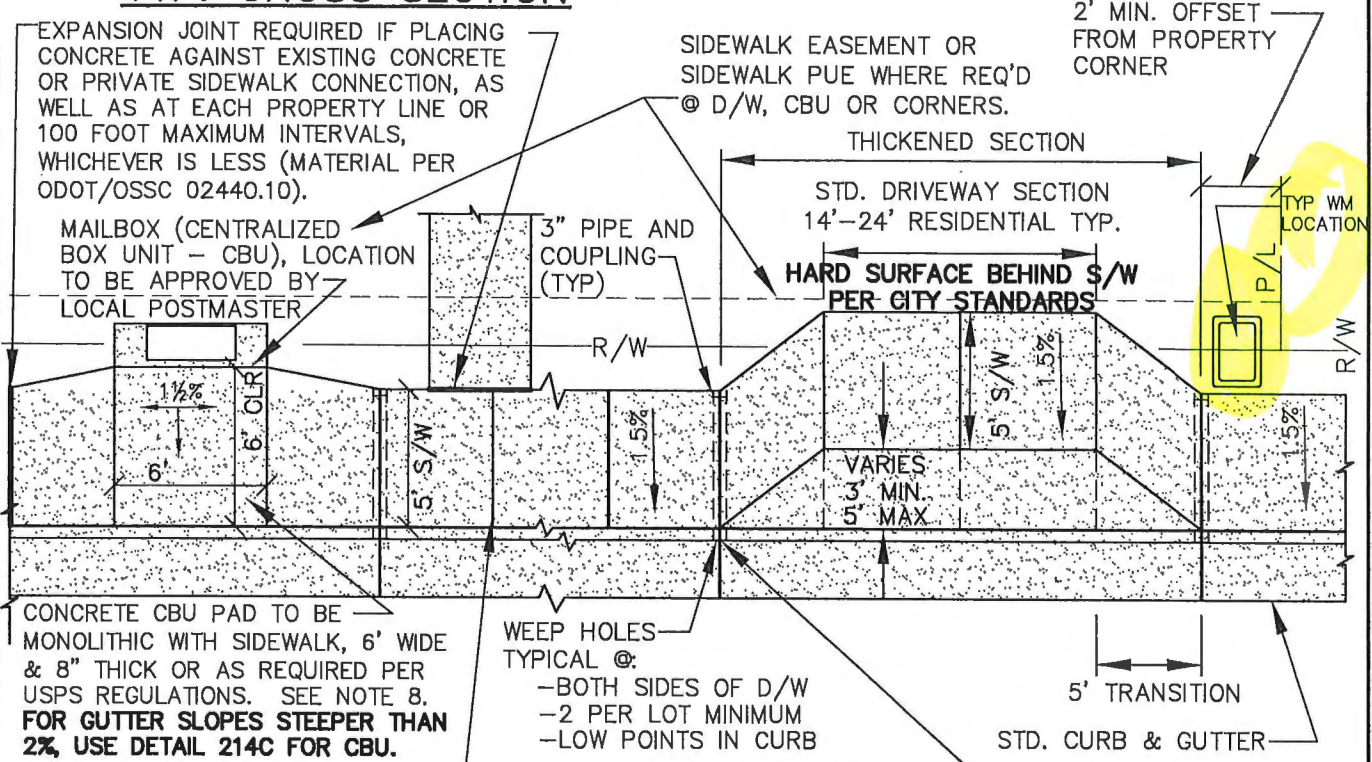 EXPANSION JOINT REQUIRED IF PLACING
CONCRETE AGAINST EXISTING CONCRETE
OR PRIVATE SIDEWALK CONNECTION, AS
WELL AS AT EACH PROPERTY LINE OR
100 FOOT MAXIMUM INTERVALS,
WHICHEVER IS LESS (MATERIAL PER
ODOT/OSSC 02440.10).
SIDEWALK EASEMENT OR
SIDEWALK PUE WHERE REQ'D
@ D/W, CBU OR CORNERS.
2' MIN. OFFSET
FROM PROPERTY
CORNER
THICKENED SECTION
STD. DRIVEWAY SECTION
14'-24' RESIDENTIAL TYP.
TYP WM
LOCATION
MAILBOX (CENTRALIZED
BOX UNIT - CBU), LOCATION
TO BE APPROVED BY
LOCAL POSTMASTER
3" PIPE AND
COUPLING
(TYP)
HARD SURFACE BEHIND S/W
PER CITY STANDARDS
P/L
R/W
R/W
1½%
6' CLR
6'
5' S/W
1.5%
5' S/W
1.5%
1.5%
VARIES
3' MIN.
5' MAX
CONCRETE CBU PAD TO BE
MONOLITHIC WITH SIDEWALK, 6' WIDE
& 8" THICK OR AS REQUIRED PER
USPS REGULATIONS. SEE NOTE 8.
FOR GUTTER SLOPES STEEPER THAN
2%, USE DETAIL 214C FOR CBU.
WEEP HOLES
TYPICAL @:
-BOTH SIDES OF D/W
-2 PER LOT MINIMUM
-LOW POINTS IN CURB
5' TRANSITION
STD. CURB & GUTTER